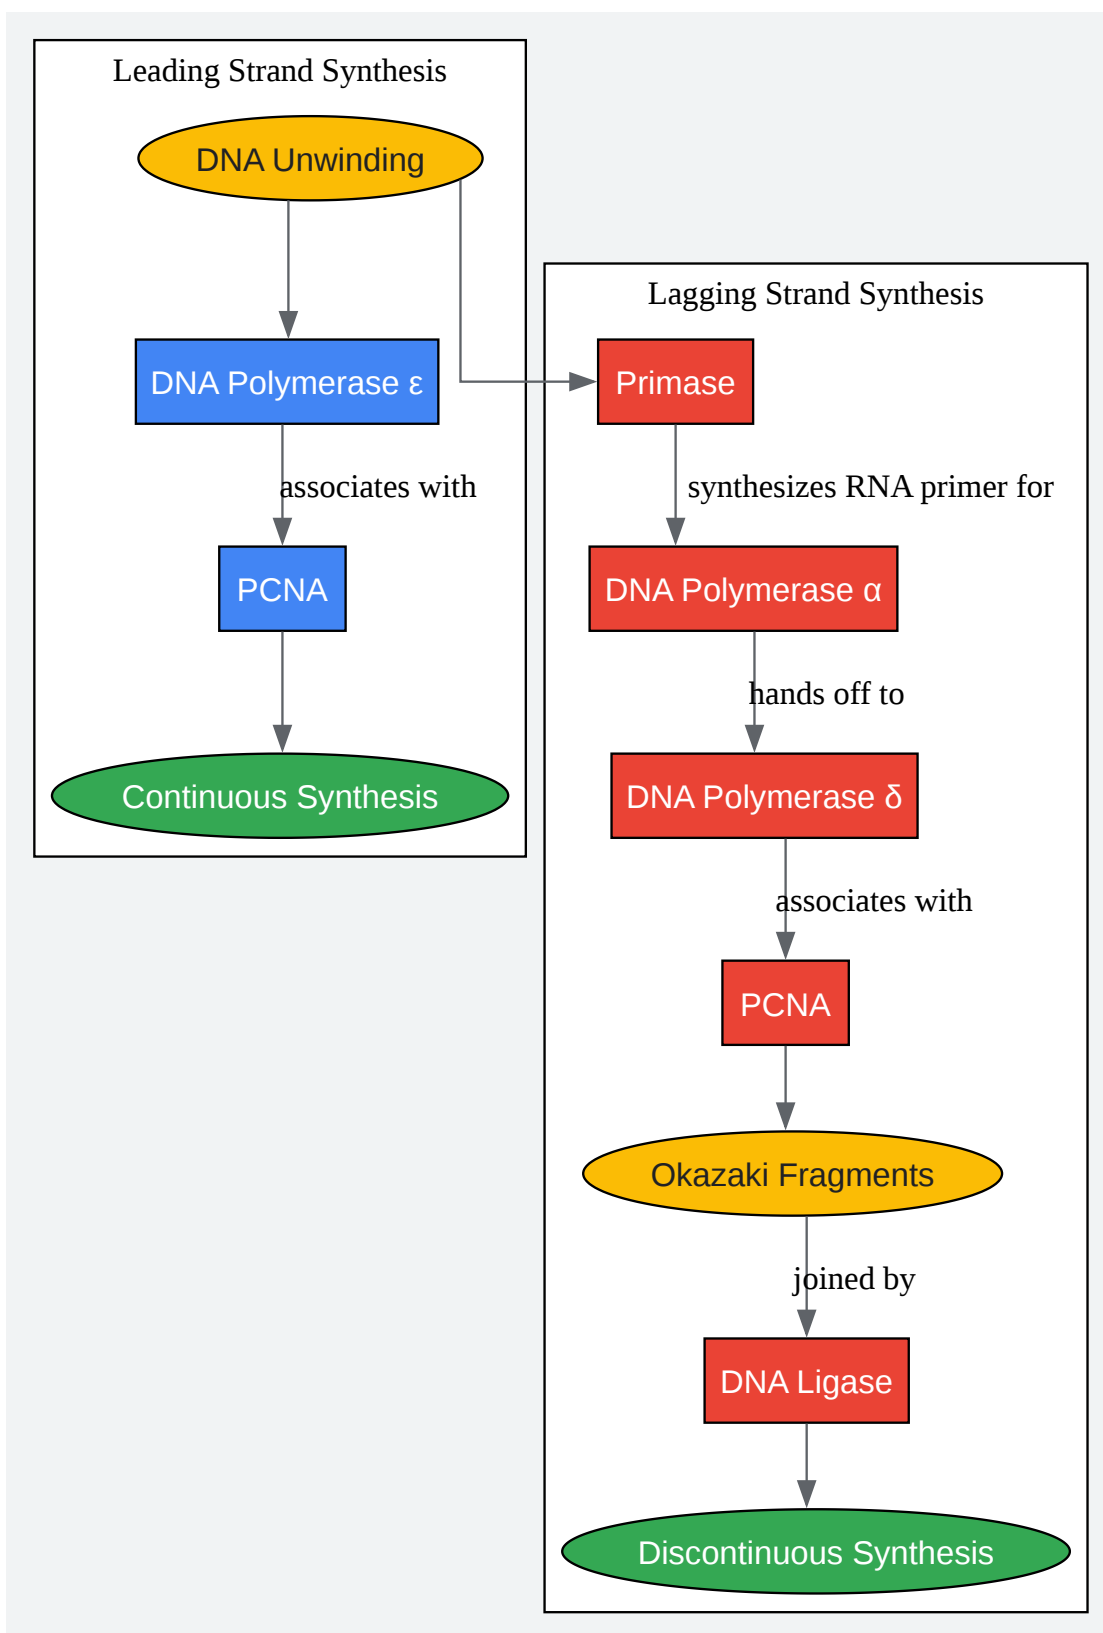 Leading Strand Synthesis
DNA Unwinding
DNA Polymerase ε
associates with
PCNA
Continuous Synthesis
Lagging Strand Synthesis
Primase
synthesizes RNA primer for
DNA Polymerase α
hands off to
DNA Polymerase δ
associates with
PCNA
Okazaki Fragments
joined by
DNA Ligase
Discontinuous Synthesis